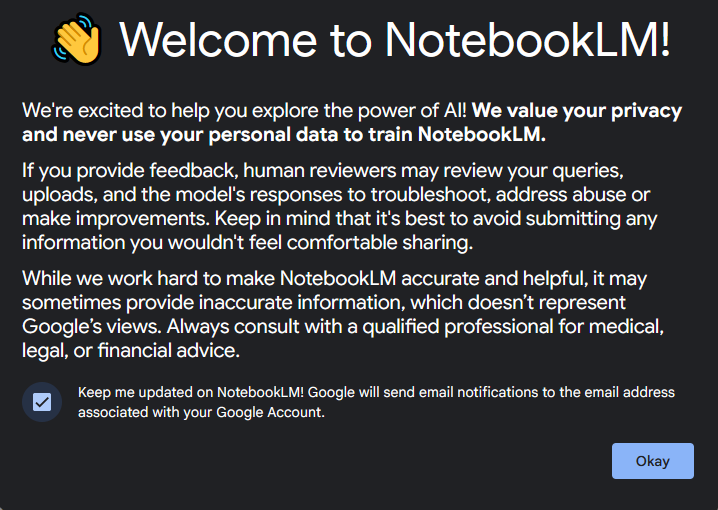 👋 Welcome to NotebookLM!
We're excited to help you explore the power of AI! We value your privacy
and never use your personal data to train NotebookLM.
If you provide feedback, human reviewers may review your queries,
uploads, and the model's responses to troubleshoot, address abuse or
make improvements. Keep in mind that it's best to avoid submitting any
information you wouldn't feel comfortable sharing.
While we work hard to make NotebookLM accurate and helpful, it may
sometimes provide inaccurate information, which doesn’t represent
Google’s views. Always consult with a qualified professional for medical,
legal, or financial advice.
Keep me updated on NotebookLM! Google will send email notifications to the email address
associated with your Google Account.
Okay